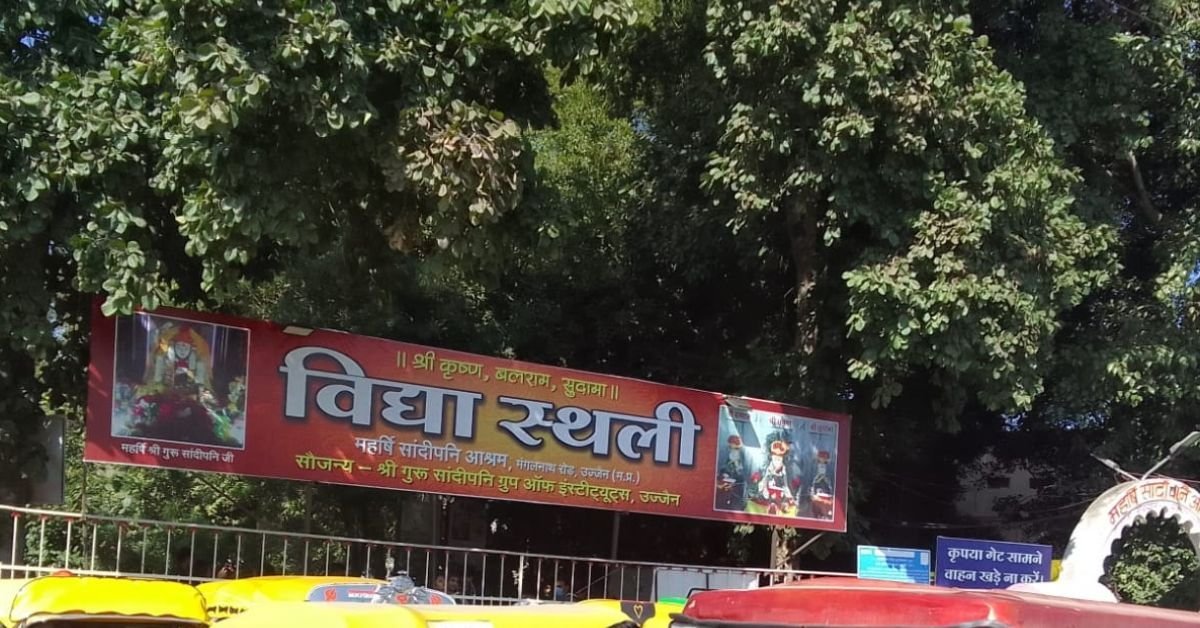 ॥ श्री कृष्ण, बलराम, सुदामा ॥
विद्या स्थली
महर्षि सांदीपनि आश्रम, मंगलनाथ रोड, उज्जैन (म.प्र.)
सौजन्य – श्री गुरू सांदीपनि ग्रुप ऑफ इंस्टीट्यूट्स, उज्जैन
महर्षि श्री गुरू सांदीपनि जी
कृपया गेट सामने
वाहन खड़े ना करें।
महर्षि